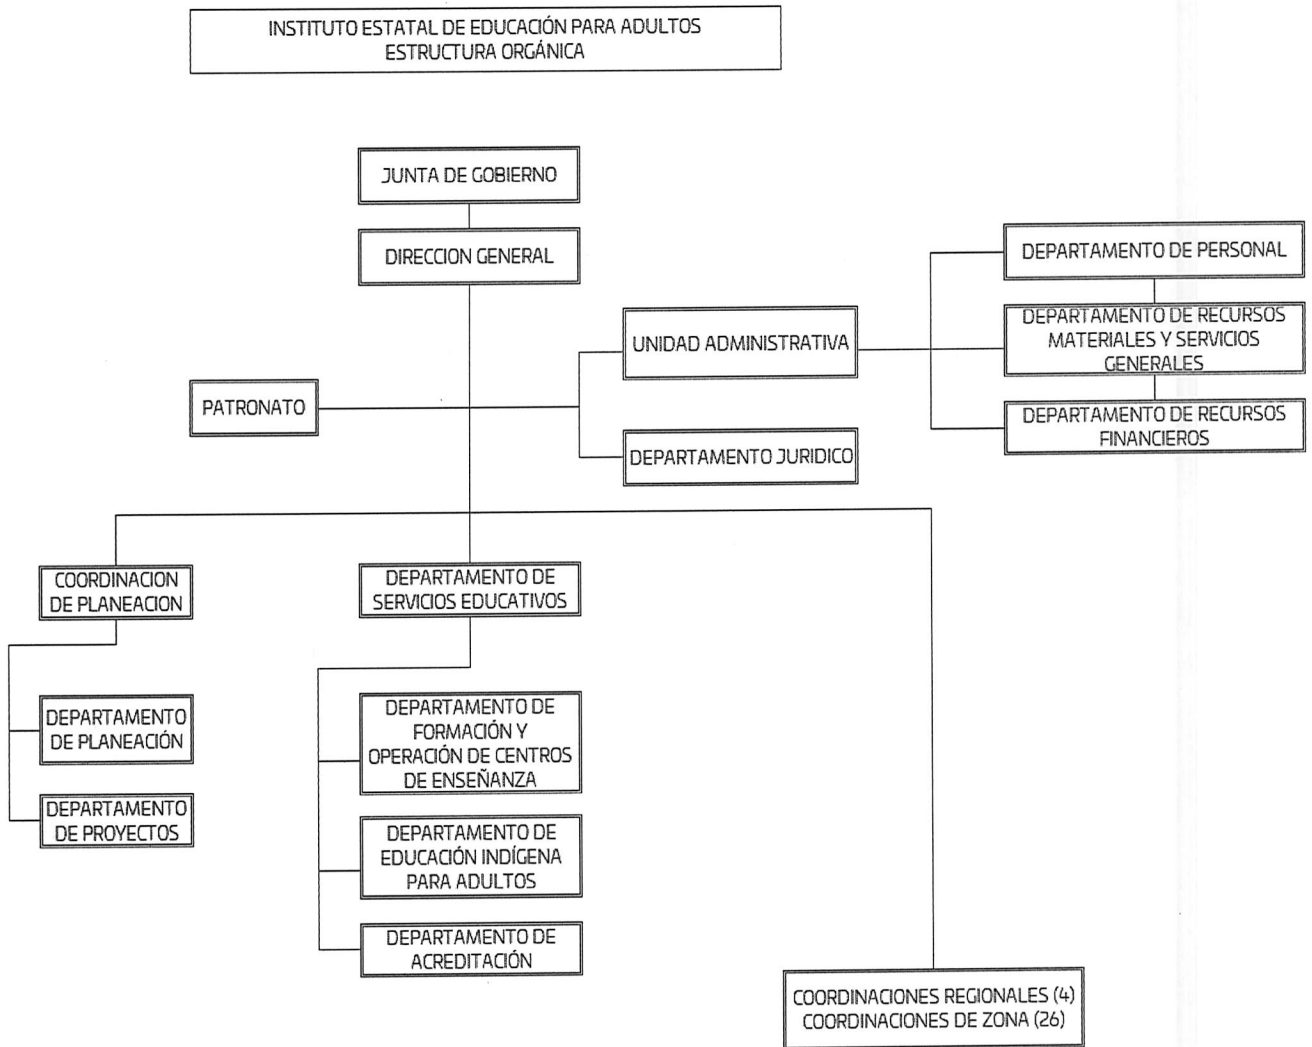 INSTITUTO ESTATAL DE EDUCACIÓN PARA ADULTOS
ESTRUCTURA ORGÁNICA
JUNTA DE GOBIERNO
DIRECCION GENERAL
DEPARTAMENTO DE PERSONAL
UNIDAD ADMINISTRATIVA
DEPARTAMENTO DE RECURSOS
MATERIALES Y SERVICIOS
GENERALES
PATRONATO
DEPARTAMENTO DE RECURSOS
FINANCIEROS
DEPARTAMENTO JURIDICO
COORDINACION
DE PLANEACION
DEPARTAMENTO DE
SERVICIOS EDUCATIVOS
DEPARTAMENTO
DE PLANEACIÓN
DEPARTAMENTO
DE PROYECTOS
DEPARTAMENTO DE
FORMACIÓN Y
OPERACIÓN DE CENTROS
DE ENSEÑANZA
DEPARTAMENTO DE
EDUCACIÓN INDÍGENA
PARA ADULTOS
DEPARTAMENTO DE
ACREDITACIÓN
COORDINACIONES REGIONALES (4)
COORDINACIONES DE ZONA (26)